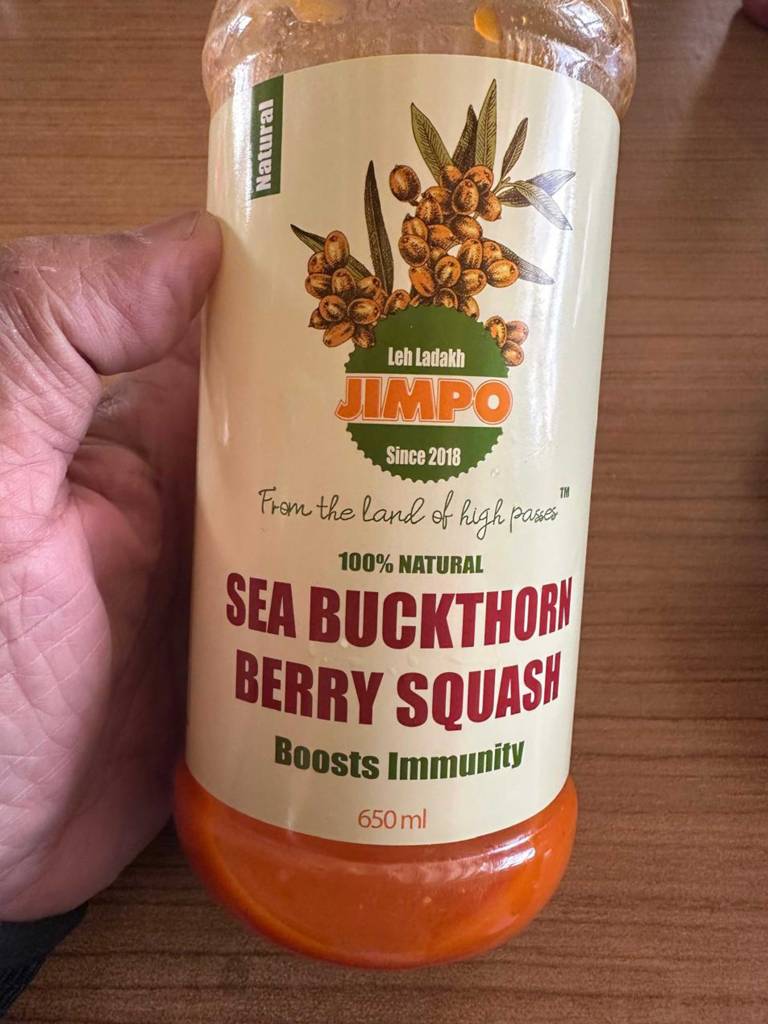 Natural
Leh Ladakh
JIMPO
Since 2018
From the land of high passes™
100% NATURAL
SEA BUCKTHORN
BERRY SQUASH
Boosts Immunity
650 ml